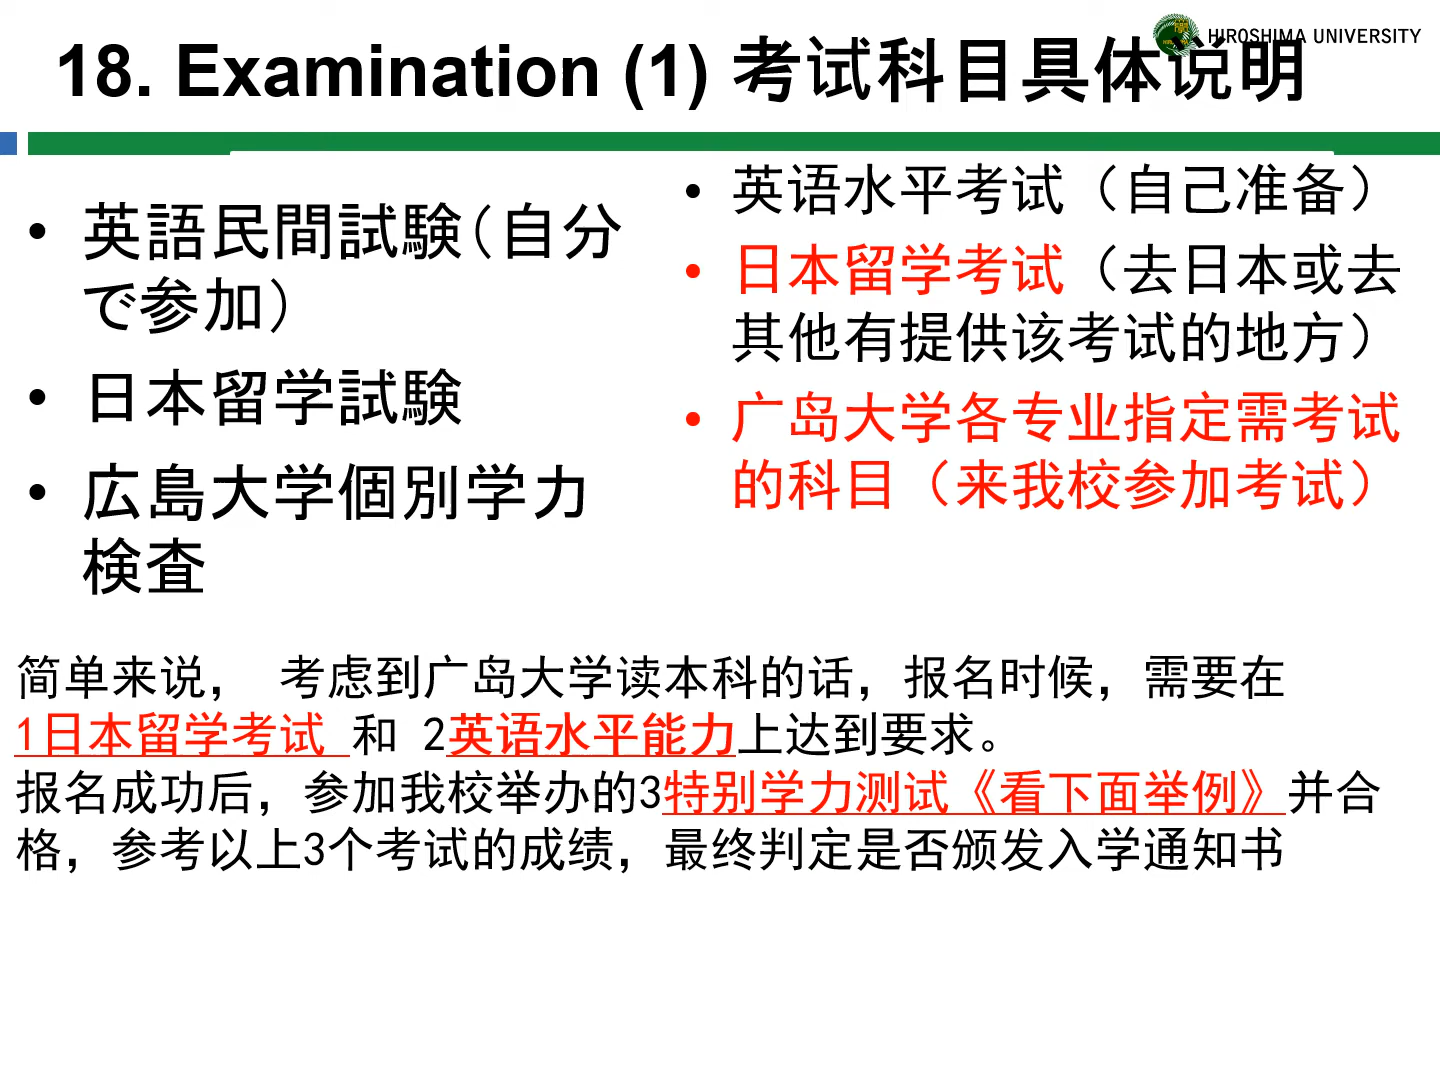 HIROSHIMA UNIVERSITY
18. Examination (1) 考试科目具体说明
• 英語民間試験（自分
で参加）
• 日本留学試験
• 広島大学個別学力
検査
• 英语水平考试（自己准备）
• 日本留学考试（去日本或去
其他有提供该考试的地方）
• 广岛大学各专业指定需考试
的科目（来我校参加考试）
简单来说， 考虑到广岛大学读本科的话，报名时候，需要在
1日本留学考试 和 2英语水平能力上达到要求。
报名成功后，参加我校举办的3特别学力测试《看下面举例》并合
格，参考以上3个考试的成绩，最终判定是否颁发入学通知书